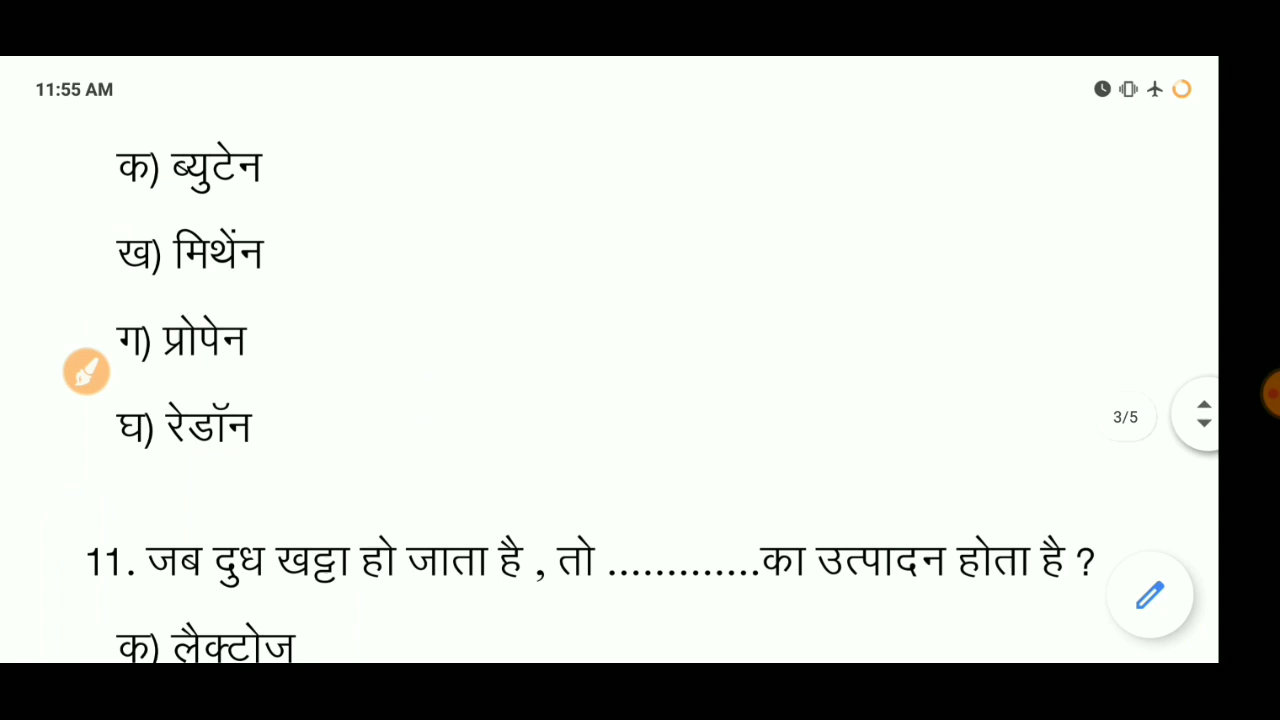 11:55 AM
क) ब्युटेन
ख) मिथेंन
ग) प्रोपेन
घ) रेडॉन
3/5
11. जब दुध खट्टा हो जाता है , तो .............का उत्पादन होता है ?
क) लैक्टोज